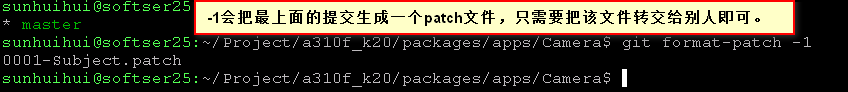 sunhuihui@softser25
-1会把最上面的提交生成一个patch文件，只需要把该文件转交给别人即可。
* master
sunhuihui@softser25:~/Project/a310f_k20/packages/apps/Camera$ git format-patch -1
0001-Subject.patch
sunhuihui@softser25:~/Project/a310f_k20/packages/apps/Camera$